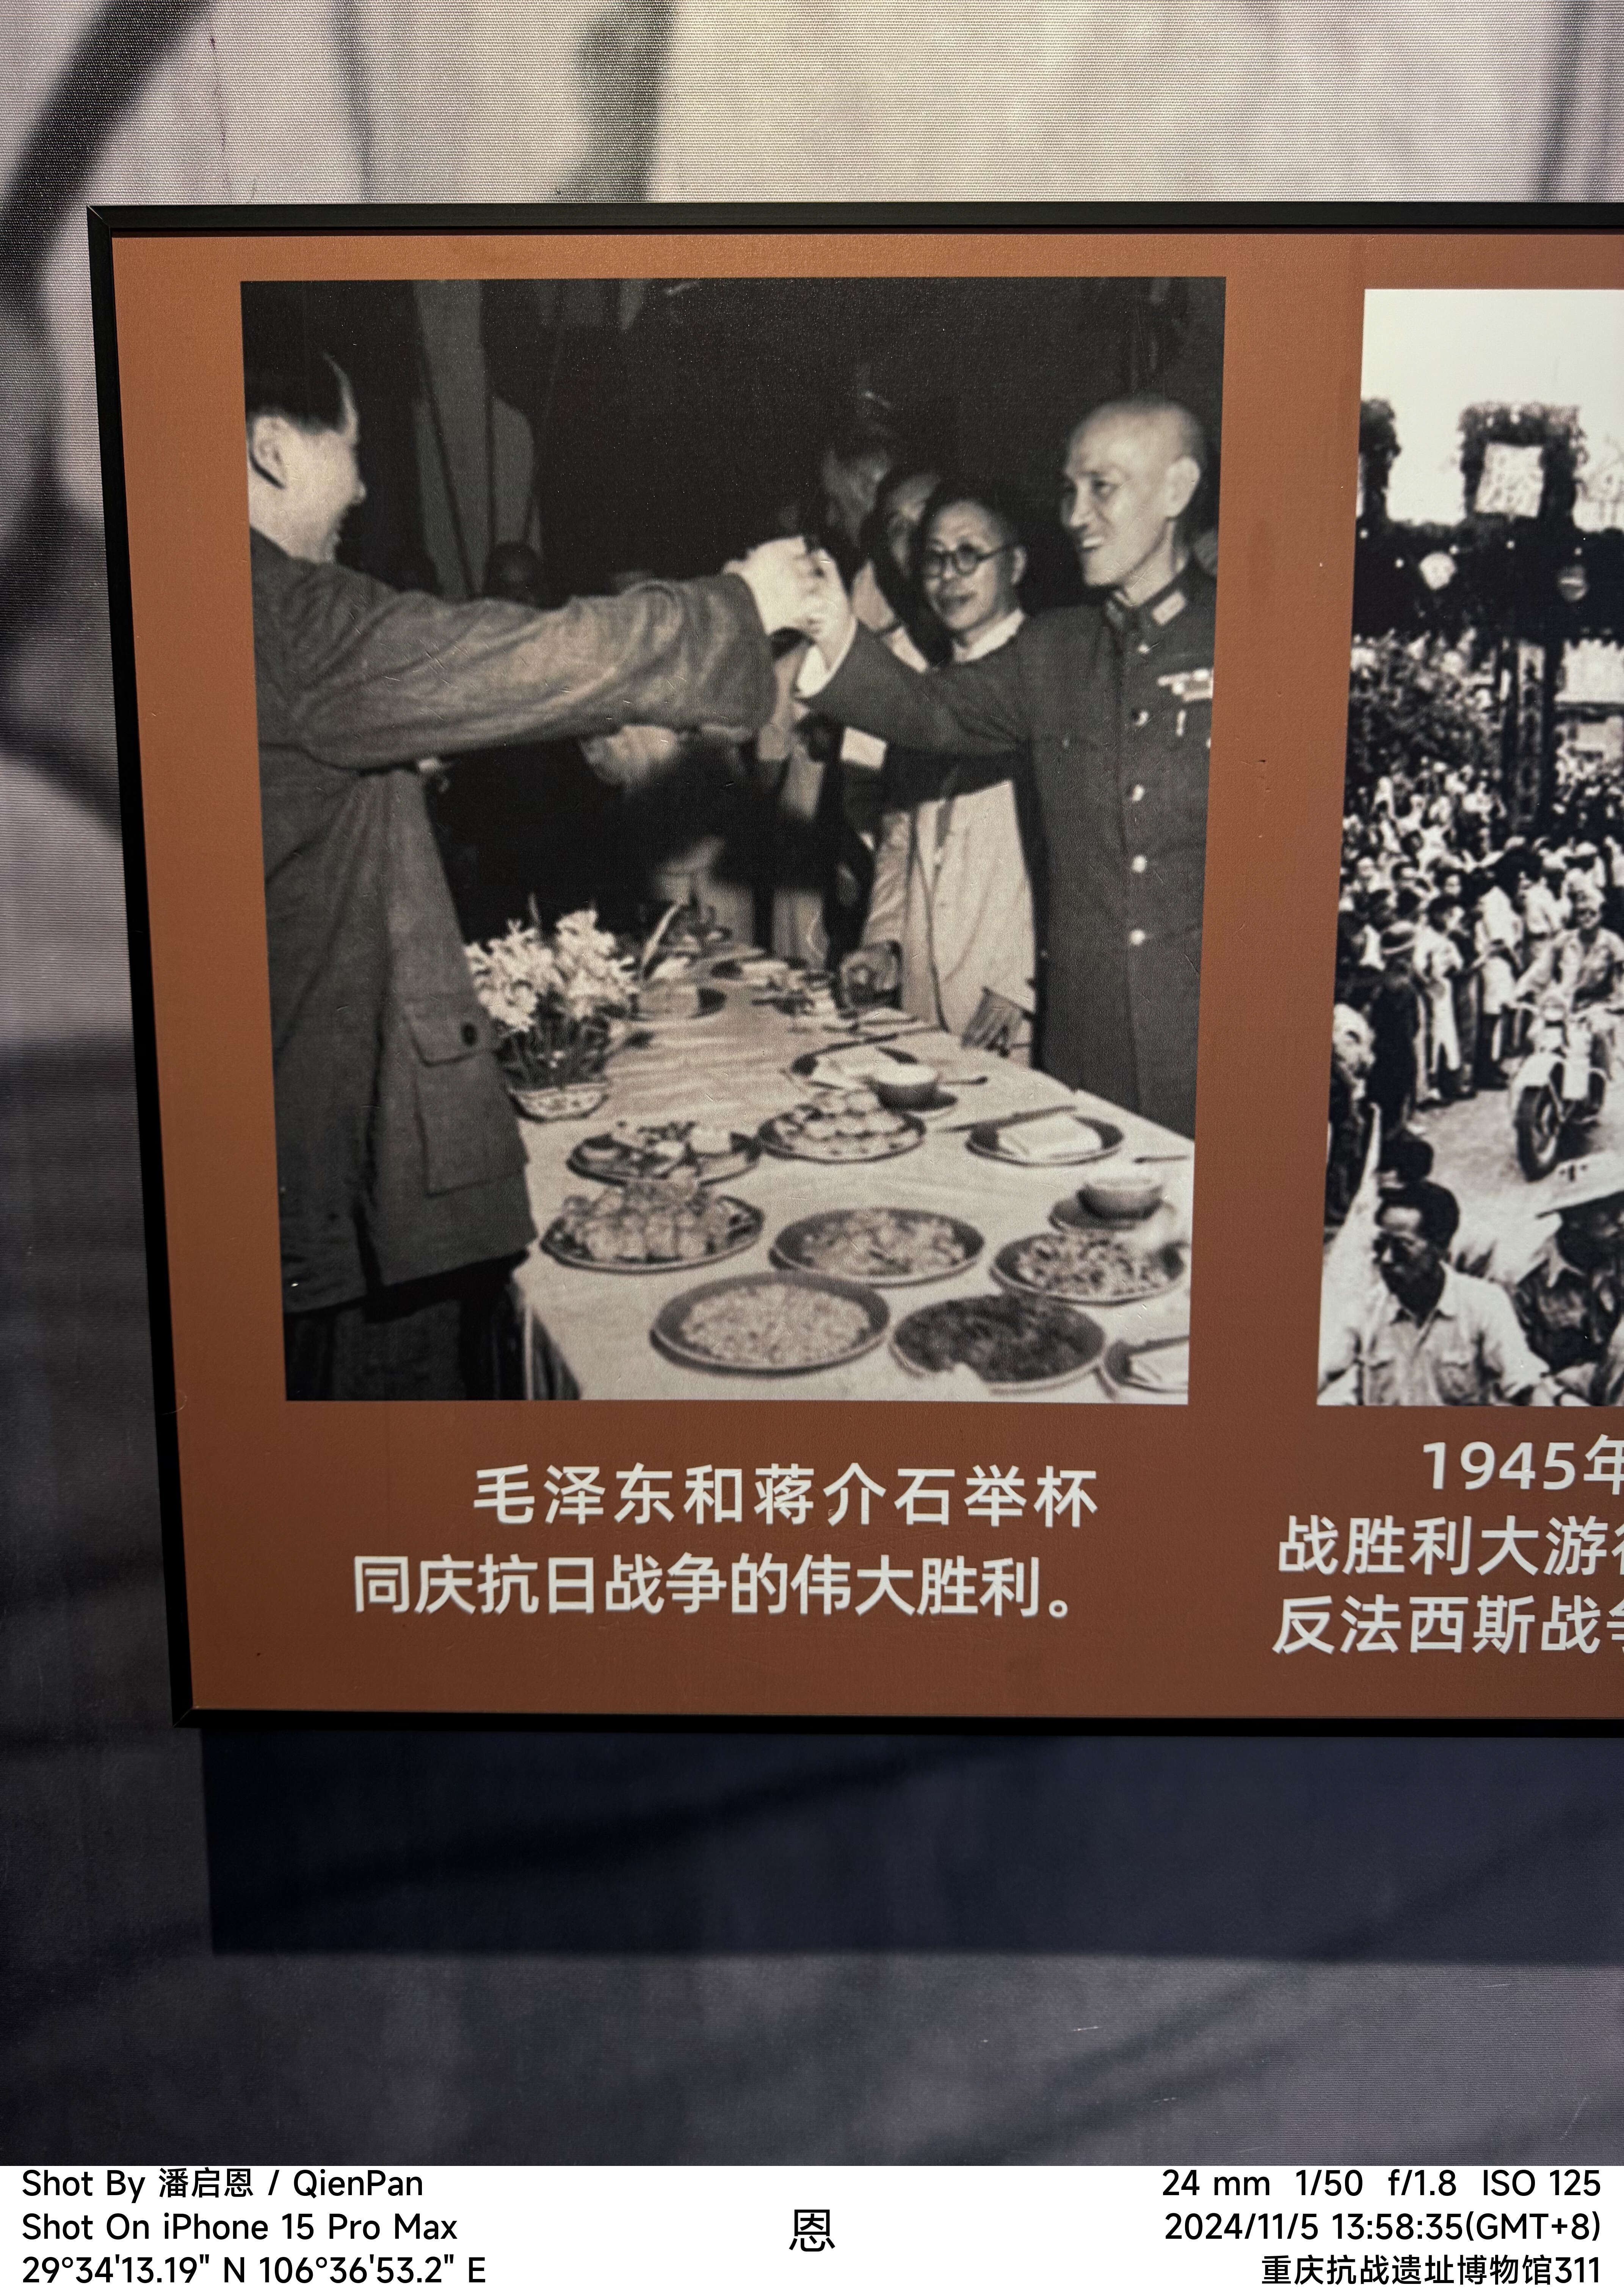 毛泽东和蒋介石举杯
同庆抗日战争的伟大胜利。
1945年
战胜利大游行
反法西斯战争
Shot By 潘启恩 / QienPan
Shot On iPhone 15 Pro Max
29°34'13.19" N 106°36'53.2" E
恩
24 mm 1/50 f/1.8 ISO 125
2024/11/5 13:58:35(GMT+8)
重庆抗战遗址博物馆311